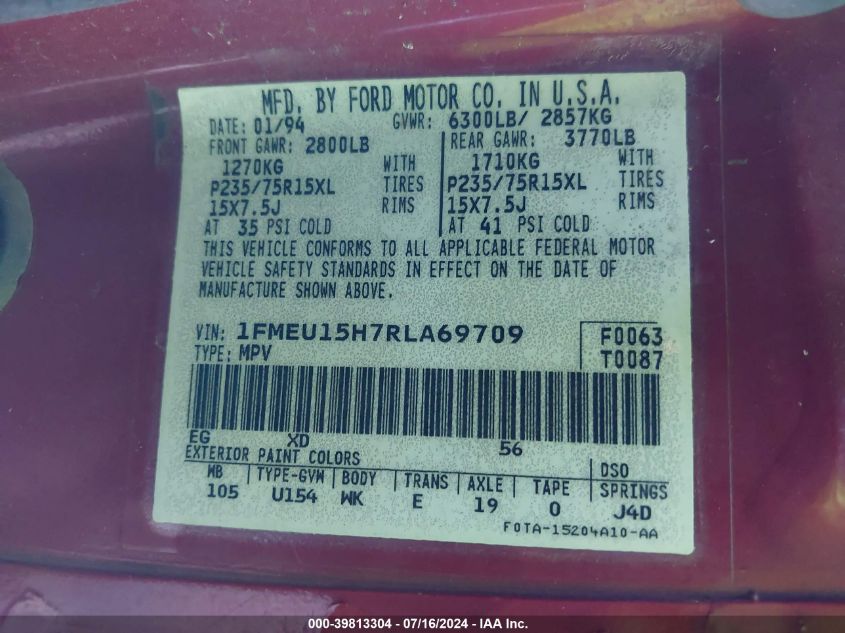 MFD. BY FORD MOTOR CO. IN U.S.A.
DATE: 01/94 GVWR: 6300LB/ 2857KG
FRONT GAWR: 2800LB REAR GAWR: 3770LB
1270KG WITH 1710KG WITH
P235/75R15XL TIRES P235/75R15XL TIRES
15X7.5J RIMS 15X7.5J RIMS
AT 35 PSI COLD AT 41 PSI COLD
THIS VEHICLE CONFORMS TO ALL APPLICABLE FEDERAL MOTOR
VEHICLE SAFETY STANDARDS IN EFFECT ON THE DATE OF
MANUFACTURE SHOWN ABOVE.
VIN: 1FMEU15H7RLA69709 F0063
TYPE: MPV T0087
EG XD 56
EXTERIOR PAINT COLORS DSO
WB TYPE-GVW BODY TRANS AXLE TAPE SPRINGS
105 U154 WK E 19 0 J4D
F0TA-15204A10-AA
000-39813304 / 07/16/2024 - IAA Inc.